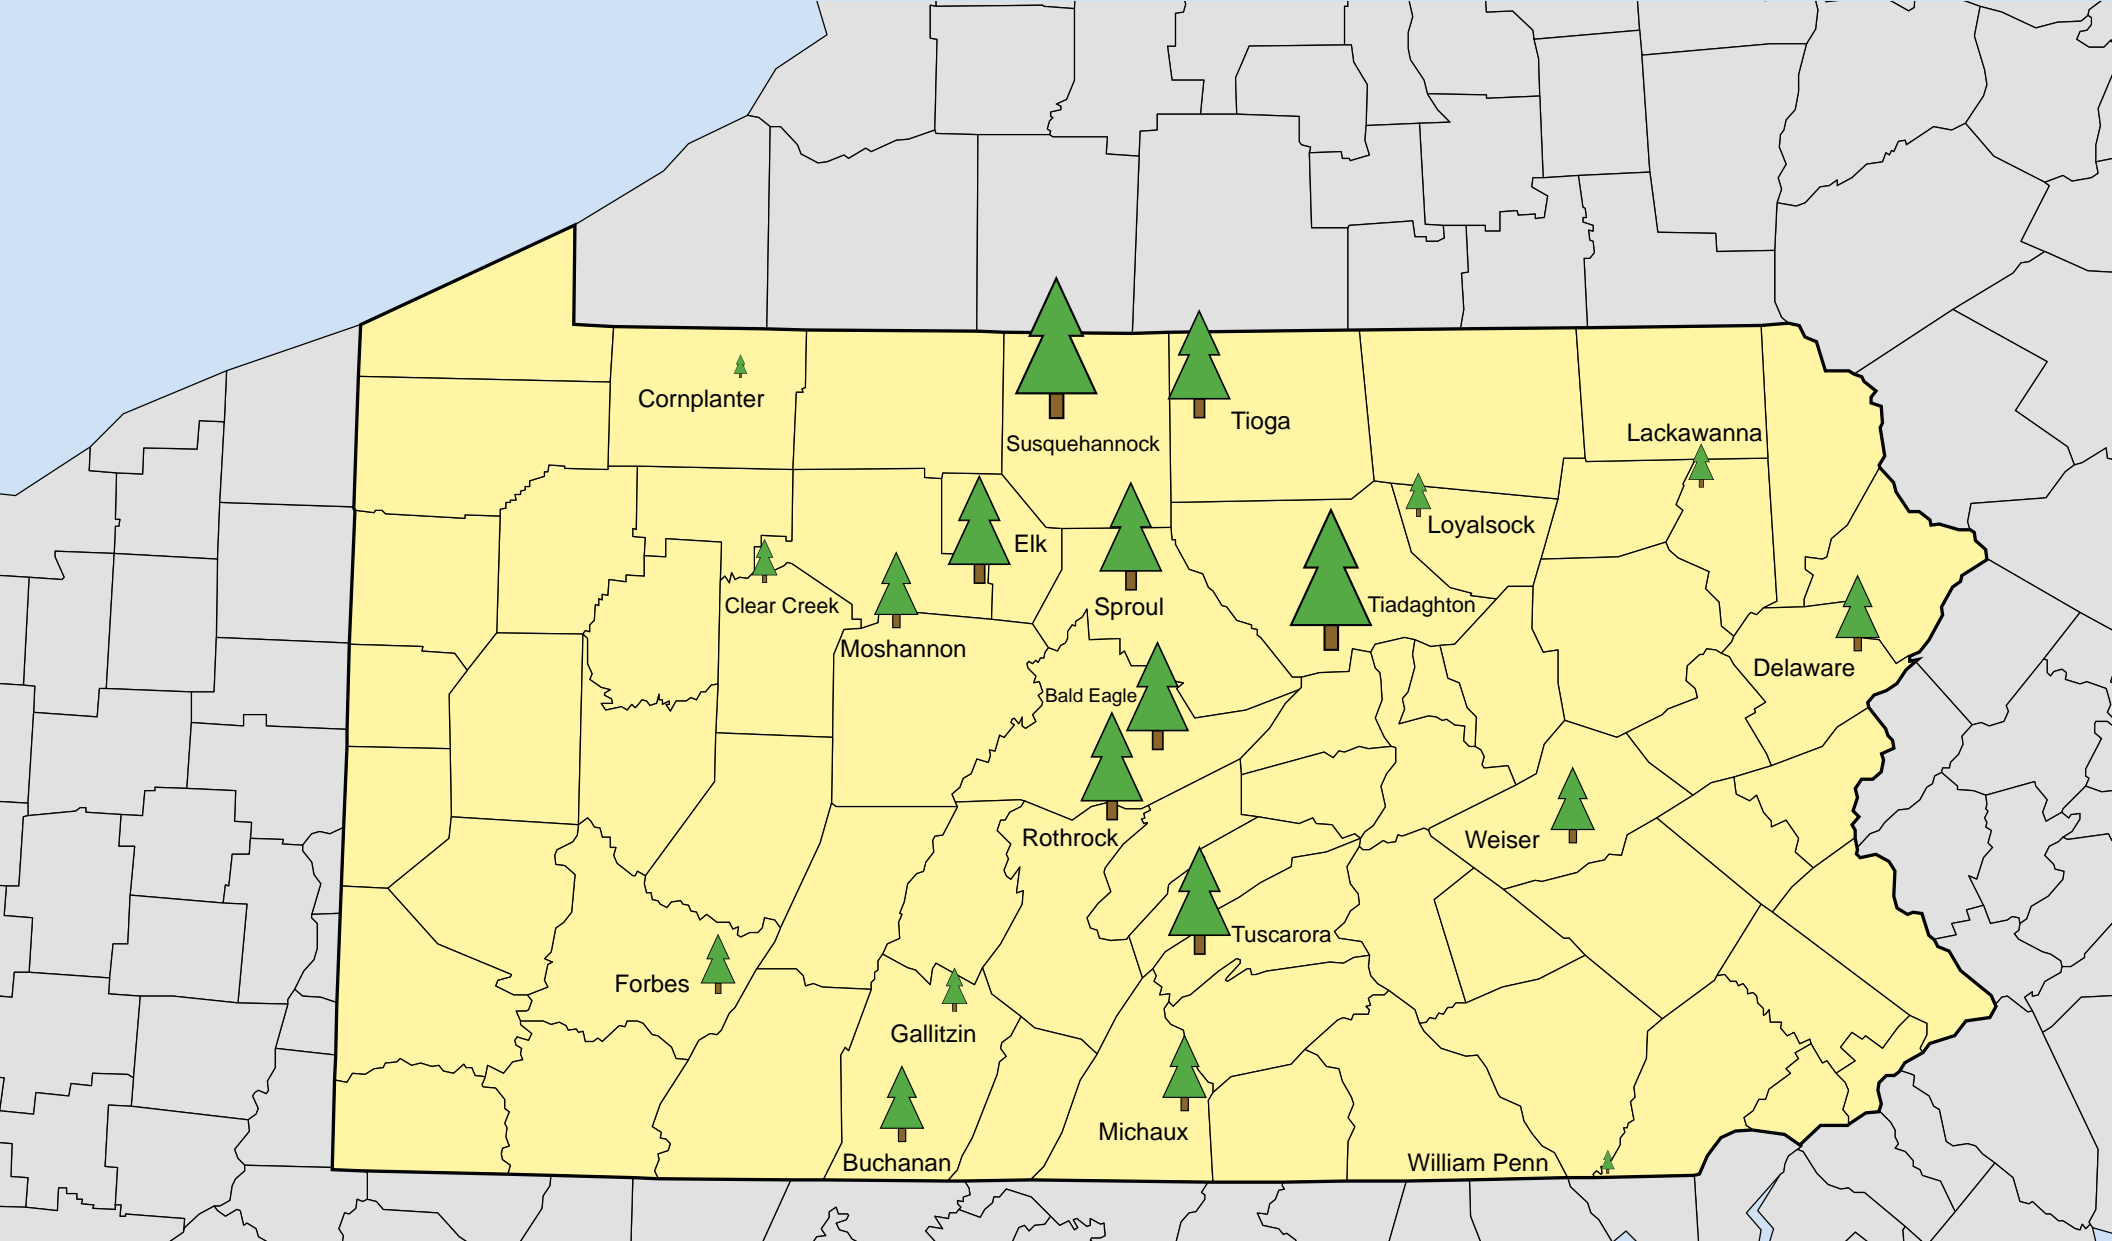 Cornplanter
Tioga
Lackawanna
Susquehannock
Loyalsock
Elk
Clear Creek
Sproul
Tiadaghton
Moshannon
Delaware
Bald Eagle
Rothrock
Weiser
Tuscarora
Forbes
Gallitzin
Michaux
Buchanan
William Penn